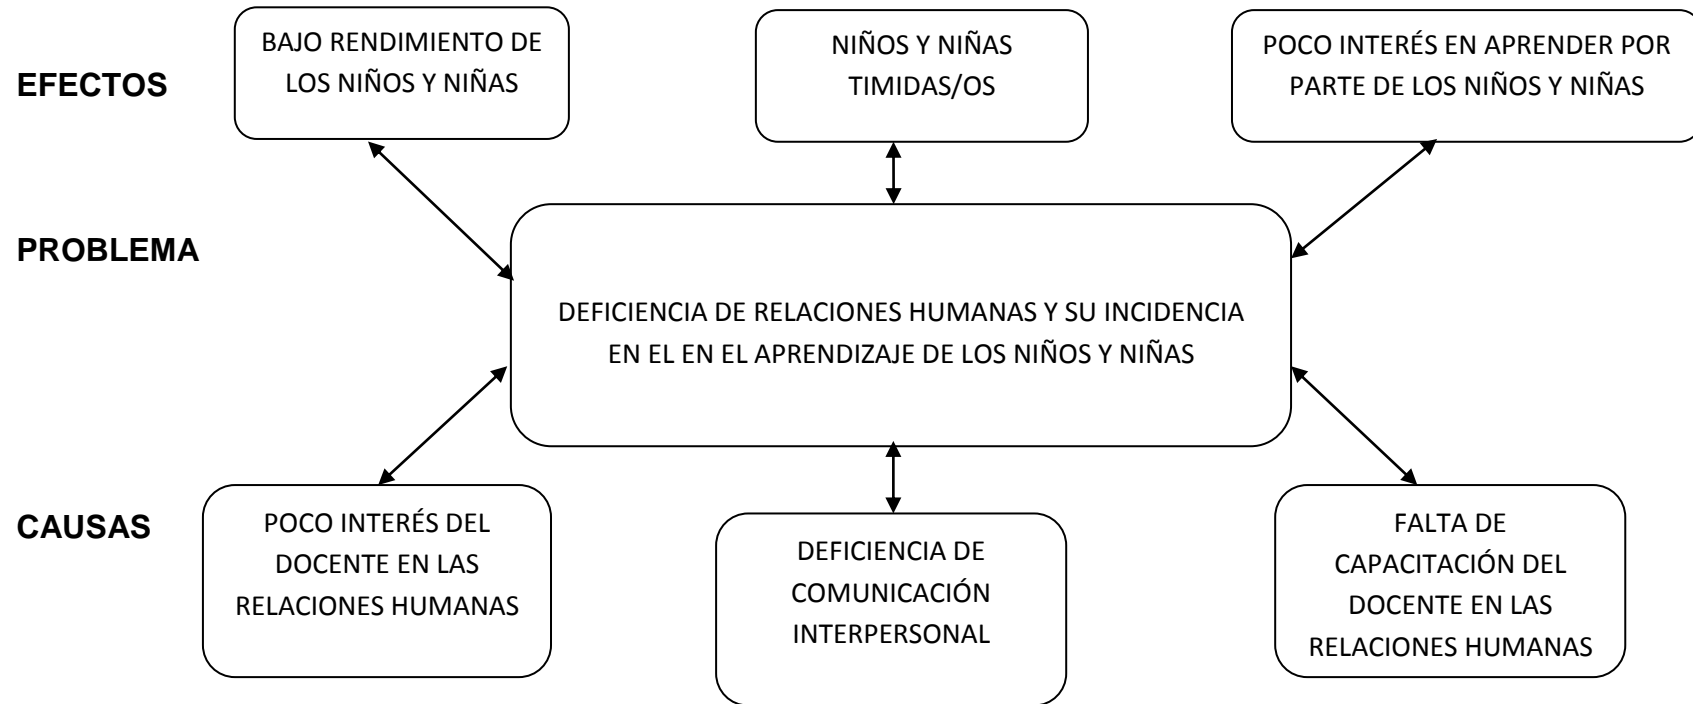 EFECTOS
BAJO RENDIMIENTO DE
LOS NIÑOS Y NIÑAS
NIÑOS Y NIÑAS
TIMIDAS/OS
POCO INTERÉS EN APRENDER POR
PARTE DE LOS NIÑOS Y NIÑAS
PROBLEMA
DEFICIENCIA DE RELACIONES HUMANAS Y SU INCIDENCIA
EN EL EN EL APRENDIZAJE DE LOS NIÑOS Y NIÑAS
CAUSAS
POCO INTERÉS DEL
DOCENTE EN LAS
RELACIONES HUMANAS
DEFICIENCIA DE
COMUNICACIÓN
INTERPERSONAL
FALTA DE
CAPACITACIÓN DEL
DOCENTE EN LAS
RELACIONES HUMANAS